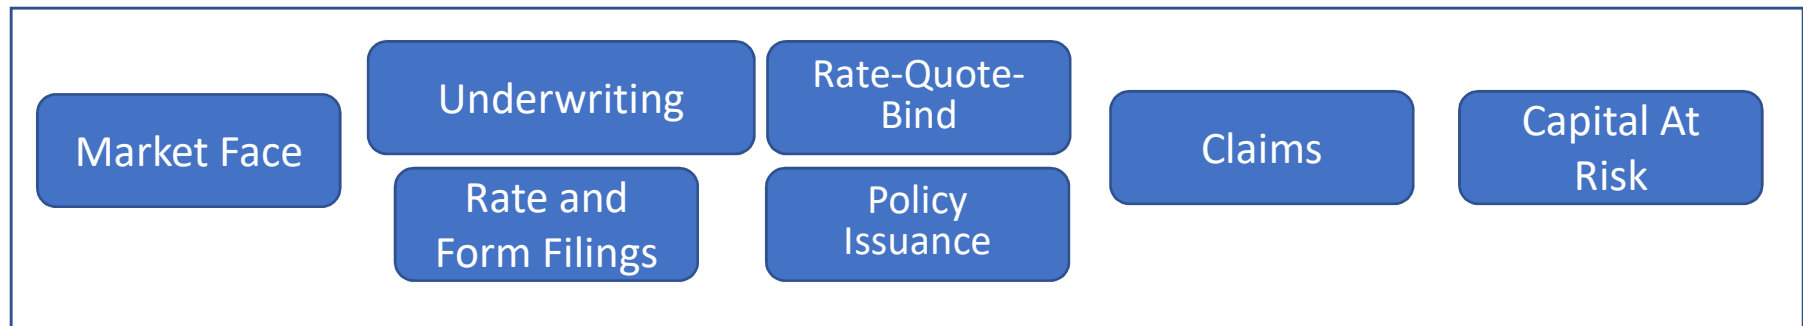 Market Face
Underwriting
Rate and
Form Filings
Rate-Quote-
Bind
Policy
Issuance
Claims
Capital At
Risk